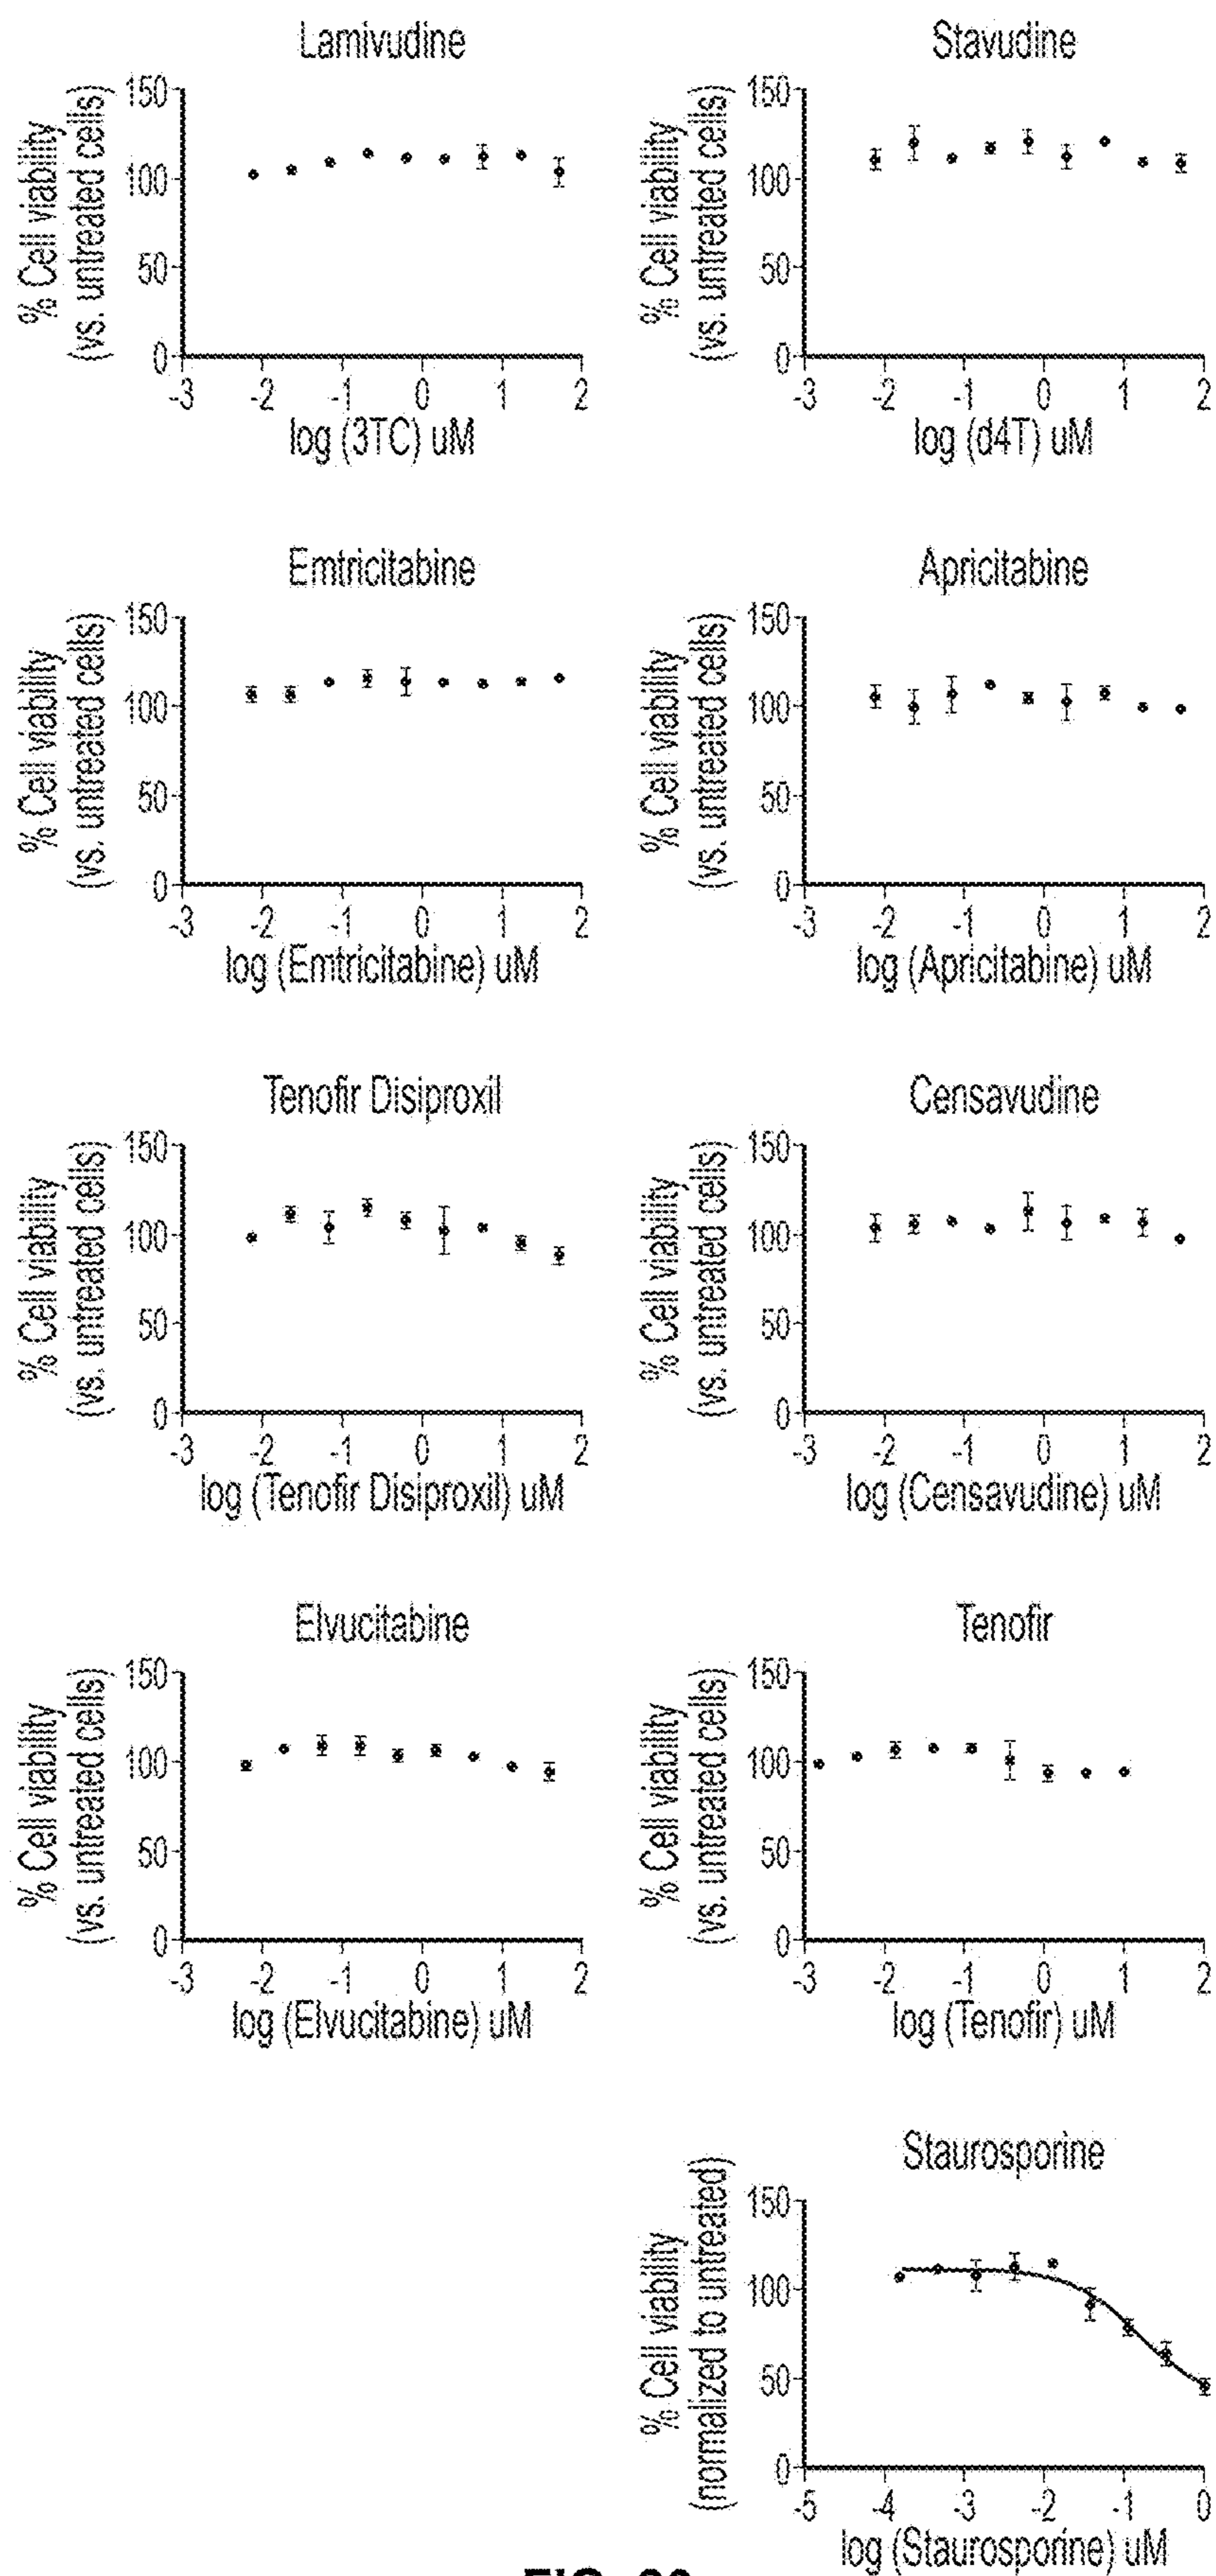 Lamivudine
% Cell viability
(vs. untreated cells)
150
100
50
0
-3 -2 -1 0 1 2
log (3TC) uM
Stavudine
% Cell viability
(vs. untreated cells)
150
100
50
0
-3 -2 -1 0 1 2
log (d4T) uM
Emtricitabine
% Cell viability
(vs. untreated cells)
150
100
50
0
-3 -2 -1 0 1 2
log (Emtricitabine) uM
Apricitabine
% Cell viability
(vs. untreated cells)
150
100
50
0
-3 -2 -1 0 1 2
log (Apricitabine) uM
Tenofir Disiproxil
% Cell viability
(vs. untreated cells)
150
100
50
0
-3 -2 -1 0 1 2
log (Tenofir Disiproxil) uM
Censavudine
% Cell viability
(vs. untreated cells)
150
100
50
0
-3 -2 -1 0 1 2
log (Censavudine) uM
Elvucitabine
% Cell viability
(vs. untreated cells)
150
100
50
0
-3 -2 -1 0 1 2
log (Elvucitabine) uM
Tenofir
% Cell viability
(vs. untreated cells)
150
100
50
0
-3 -2 -1 0 1 2
log (Tenofir) uM
Staurosporine
% Cell viability
(normalized to untreated)
150
100
50
0
-5 -4 -3 -2 -1 0
log (Staurosporine) uM
FIG.